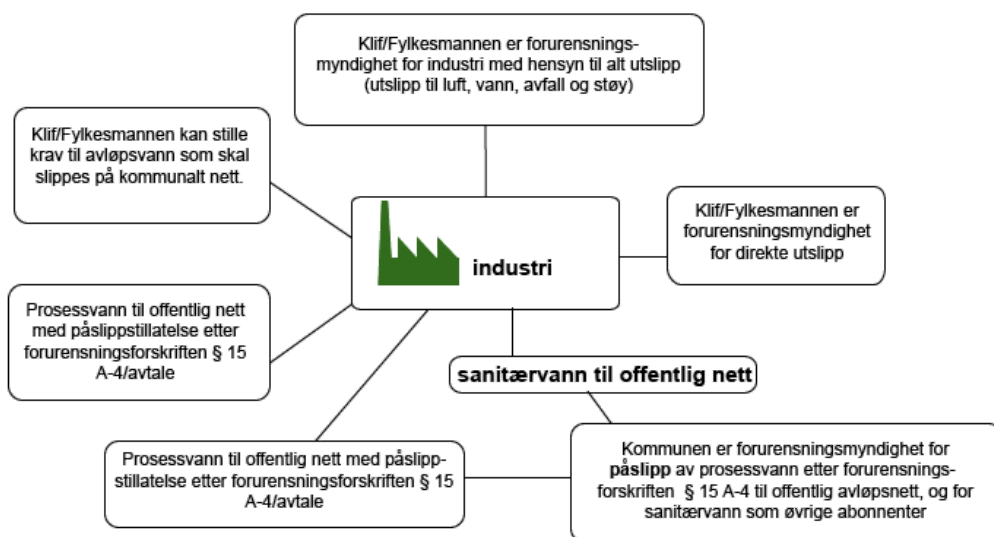 Klif/Fylkesmannen er forurensnings-
myndighet for industri med hensyn til alt utslipp
(utslipp til luft, vann, avfall og støy)
Klif/Fylkesmannen kan stille
krav til avløpsvann som skal
slippes på kommunalt nett.
Klif/Fylkesmannen er
forurensningsmyndighet
for direkte utslipp
industri
Prosessvann til offentlig nett
med påslippstillatelse etter
forurensningsforskriften § 15
A-4/avtale
sanitærvann til offentlig nett
Prosessvann til offentlig nett med påslipp-
stillatelse etter forurensningsforskriften § 15
A-4/avtale
Kommunen er forurensningsmyndighet for
påslipp av prosessvann etter forurensnings-
forskriften § 15 A-4 til offentlig avløpsnett, og for
sanitærvann som øvrige abonnenter